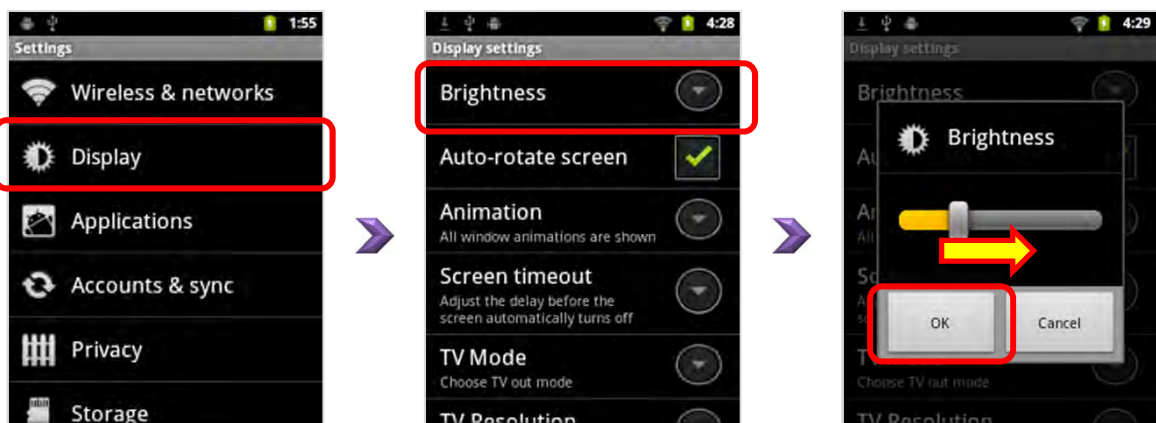 1:55
Settings
Wireless & networks
Display
Applications
Accounts & sync
Privacy
Storage
4:28
Display settings
Brightness
Auto-rotate screen
Animation
All window animations are shown
Screen timeout
Adjust the delay before the
screen automatically turns off
TV Mode
Choose TV out mode
TV Resolution
4:29
Display settings
Brightness
Brightness
OK
Cancel
Choose TV out mode
TV Resolution